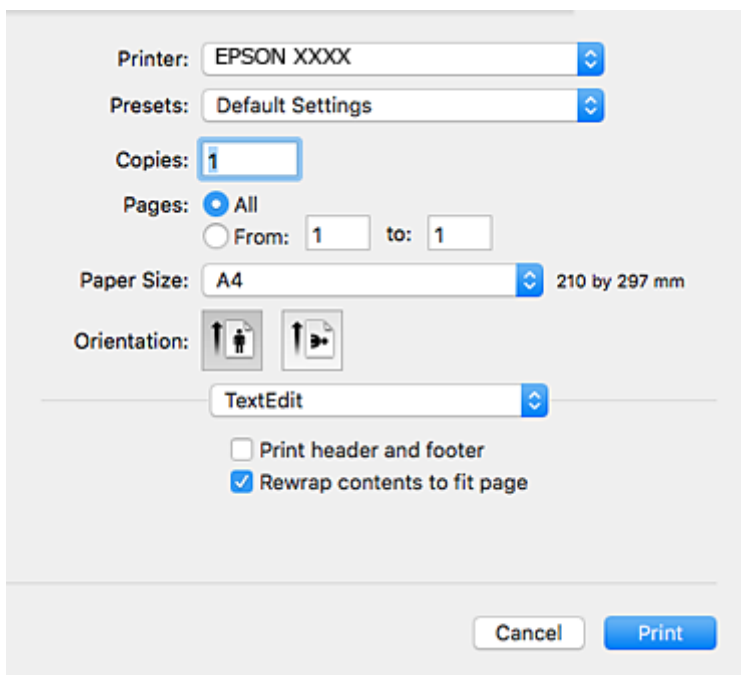 Printer: EPSON XXXX
Presets: Default Settings
Copies: 1
Pages: All
From: 1 to: 1
Paper Size: A4 210 by 297 mm
Orientation:
TextEdit
Print header and footer
Rewrap contents to fit page
Cancel Print